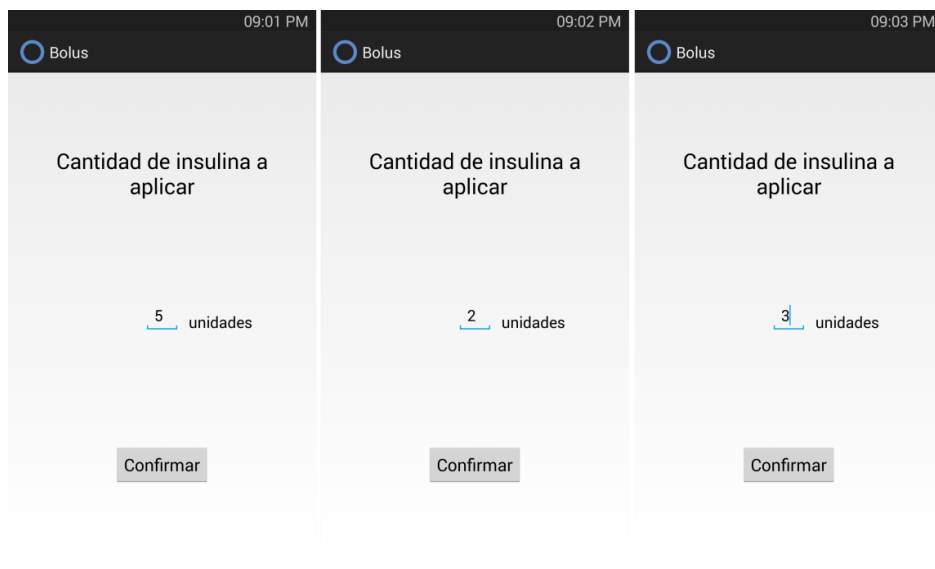 09:01 PM
Bolus
Cantidad de insulina a
aplicar
5 unidades
Confirmar
09:02 PM
Bolus
Cantidad de insulina a
aplicar
2 unidades
Confirmar
09:03 PM
Bolus
Cantidad de insulina a
aplicar
3 unidades
Confirmar